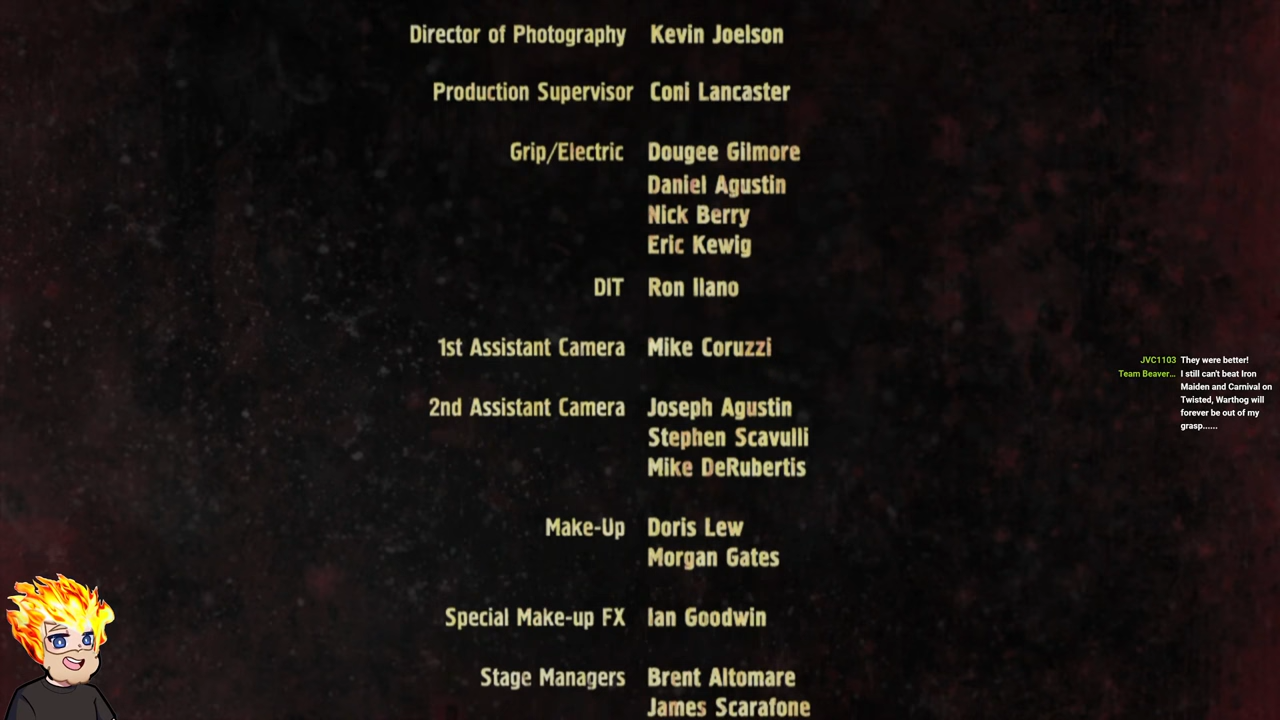 Director of Photography Kevin Joelson
Production Supervisor Coni Lancaster
Grip/Electric Dougee Gilmore
Daniel Agustin
Nick Berry
Eric Kewig
DIT Ron Ilano
1st Assistant Camera Mike Coruzzi
2nd Assistant Camera Joseph Agustin
Stephen Scavulli
Mike DeRubertis
Make-Up Doris Lew
Morgan Gates
Special Make-up FX Ian Goodwin
Stage Managers Brent Altomare
James Scarafone
JVC1103 They were better!
Team Beaver... I still can't beat Iron
Maiden and Carnival on
Twisted, Warthog will
forever be out of my
grasp......